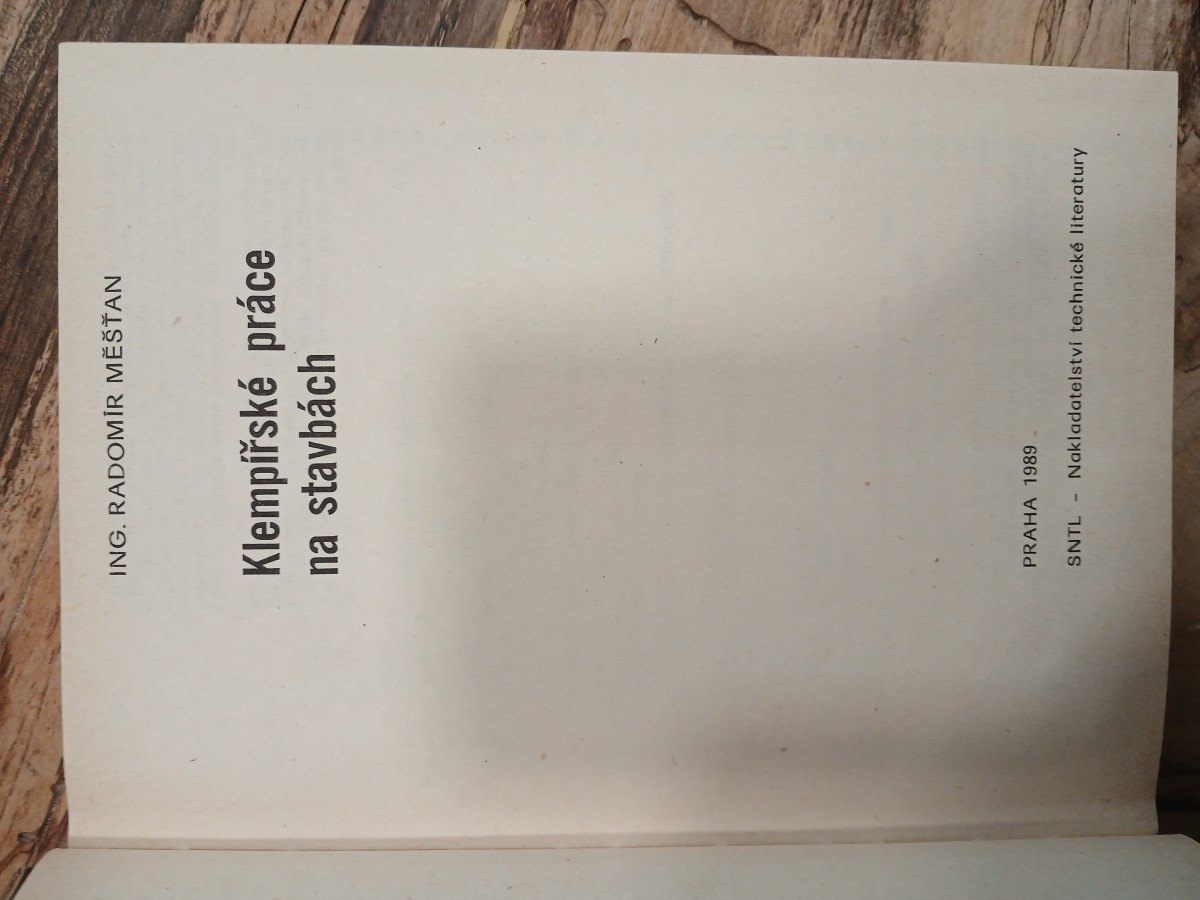 ING. RADOMÍR MĚŠŤAN
Klempířské práce
na stavbách
PRAHA 1989
SNTL – Nakladatelství technické literatury